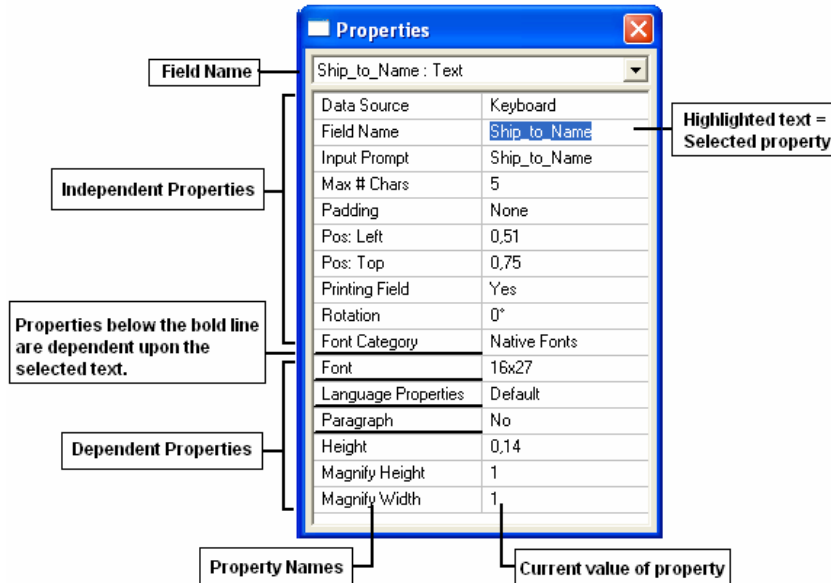 Properties
Field Name
Ship_to_Name : Text
Data Source Keyboard
Field Name Ship_to_Name
Input Prompt Ship_to_Name
Max # Chars 5
Padding None
Pos: Left 0,51
Pos: Top 0,75
Printing Field Yes
Rotation 0°
Font Category Native Fonts
Font 16x27
Language Properties Default
Paragraph No
Height 0,14
Magnify Height 1
Magnify Width 1
Highlighted text =
Selected property
Independent Properties
Properties below the bold line
are dependent upon the
selected text.
Dependent Properties
Property Names
Current value of property